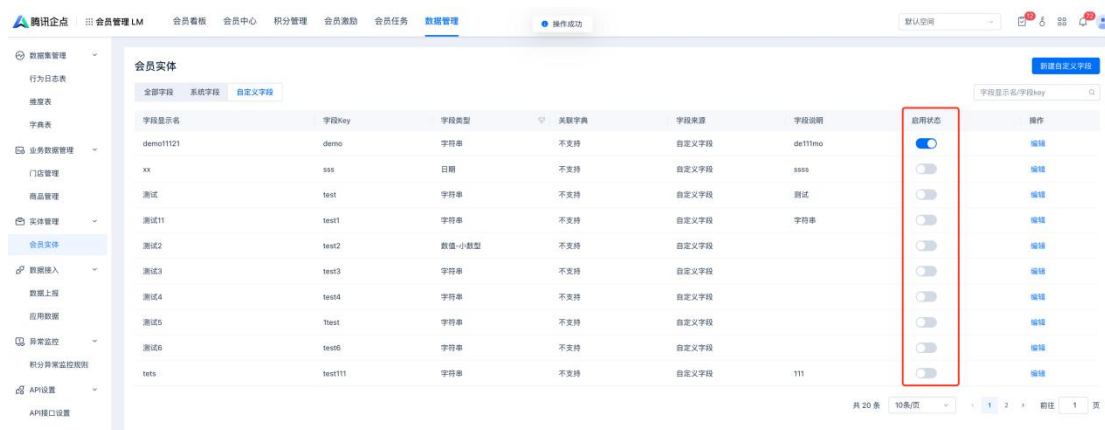 腾讯企点 会员管理 LM 会员看板 会员中心 积分管理 会员激励 会员任务 数据管理 操作成功 默认空间 12 72
数据集管理
行为日志表
维度表
字典表
业务数据管理
门店管理
商品管理
实体管理
会员实体
数据接入
数据上报
应用数据
异常监控
积分异常监控规则
API设置
API接口设置
会员实体 新建自定义字段
全部字段 系统字段 自定义字段 字段显示名/字段key
字段显示名 字段Key 字段类型 关联字典 字段来源 字段说明 启用状态 操作
demo11121 demo 字符串 不支持 自定义字段 de111mo 编辑
xx sss 日期 不支持 自定义字段 ssss 编辑
测试 test 字符串 不支持 自定义字段 测试 编辑
测试11 test1 字符串 不支持 自定义字段 字符串 编辑
测试2 test2 数值-小数型 不支持 自定义字段 编辑
测试3 test3 字符串 不支持 自定义字段 编辑
测试4 test4 字符串 不支持 自定义字段 编辑
测试5 1test 字符串 不支持 自定义字段 编辑
测试6 test6 字符串 不支持 自定义字段 编辑
tets test111 字符串 不支持 自定义字段 111 编辑
共 20 条 10条/页 1 2 前往 1 页